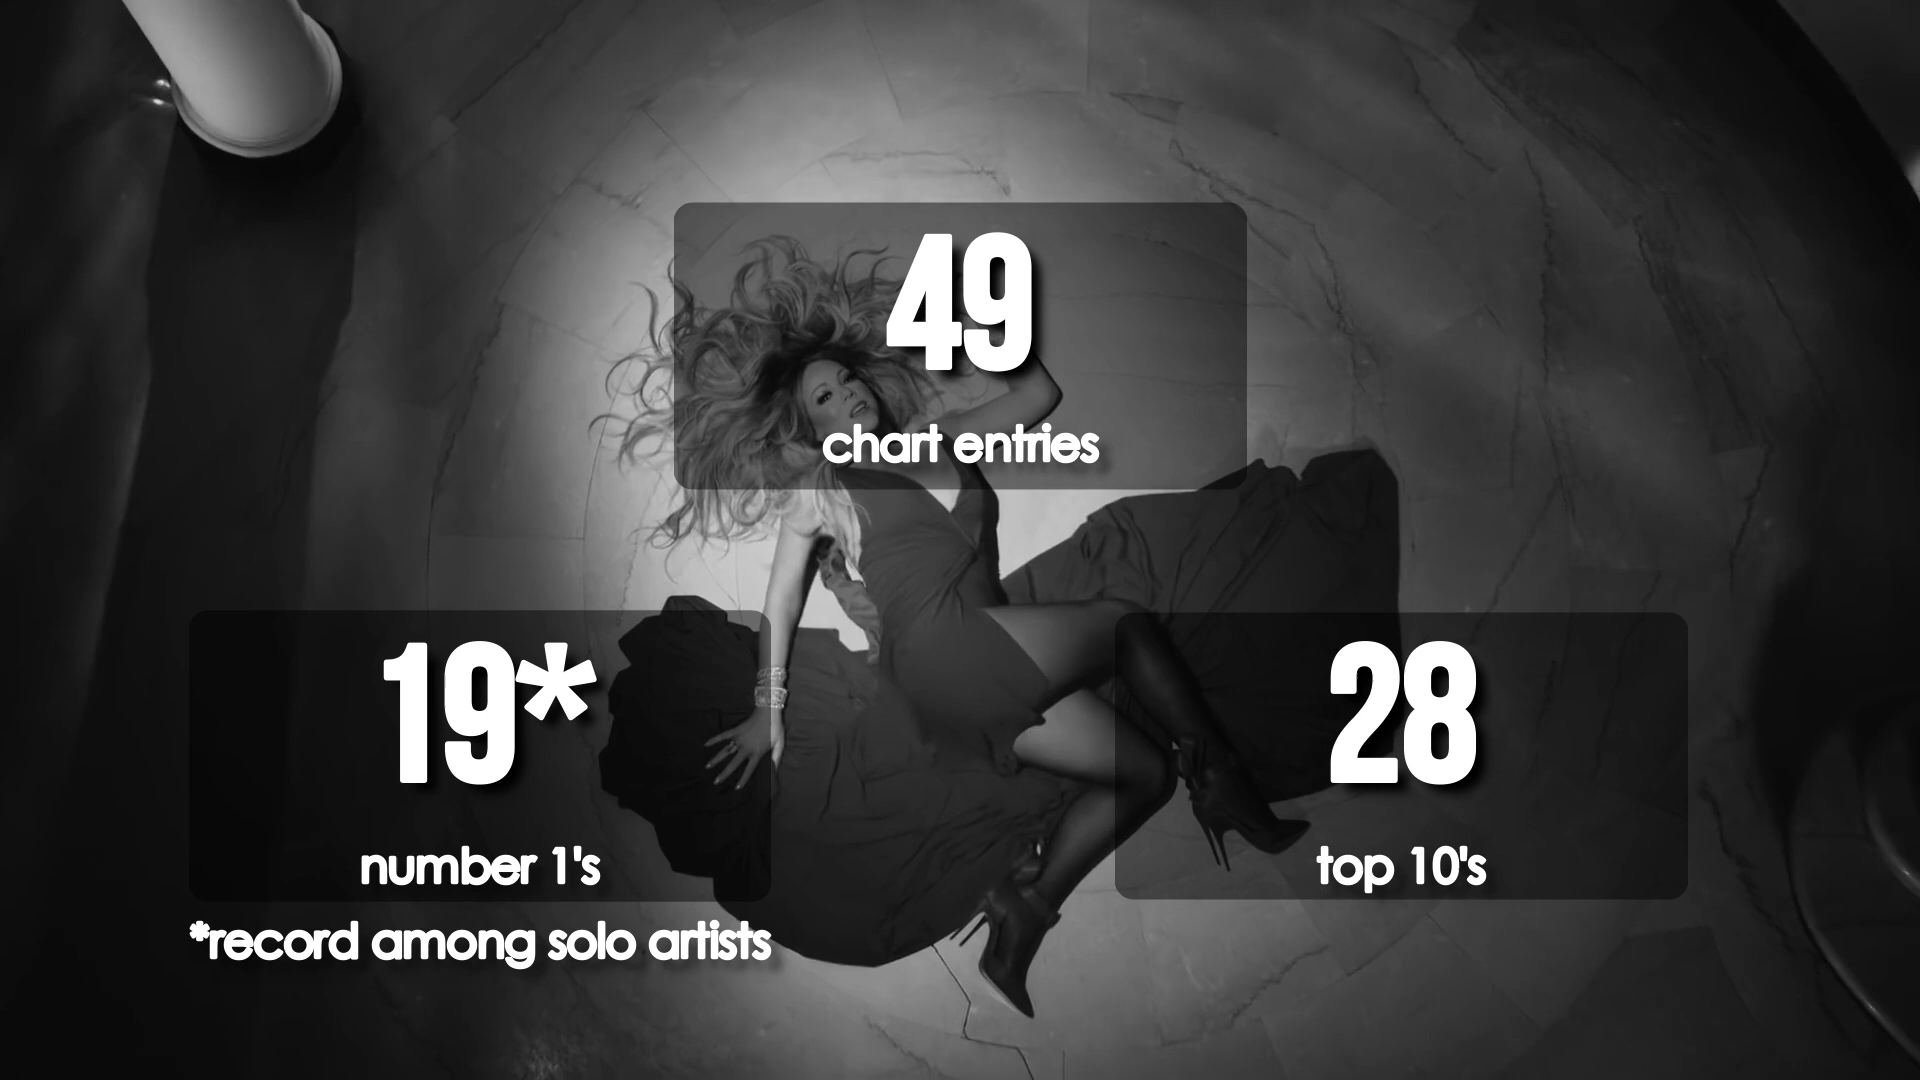 49
chart entries
19*
number 1's
*record among solo artists
28
top 10's